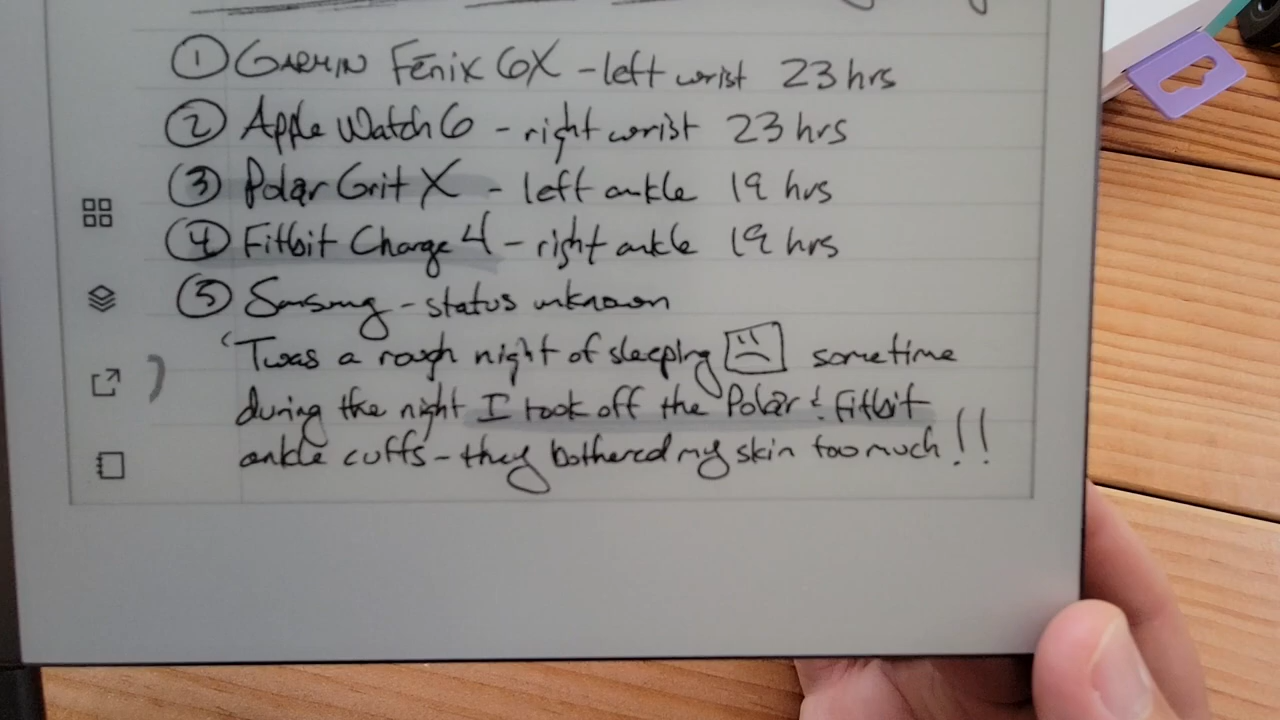 ① GARMIN Fēnix 6X - left wrist 23 hrs
② Apple Watch 6 - right wrist 23 hrs
③ Polar Grit X - left ankle 19 hrs
④ Fitbit Charge 4 - right ankle 19 hrs
⑤ Samsung - status unknown
'Twas a rough night of sleeping sometime
during the night I took off the Polar & Fitbit
ankle cuffs - they bothered my skin too much!!